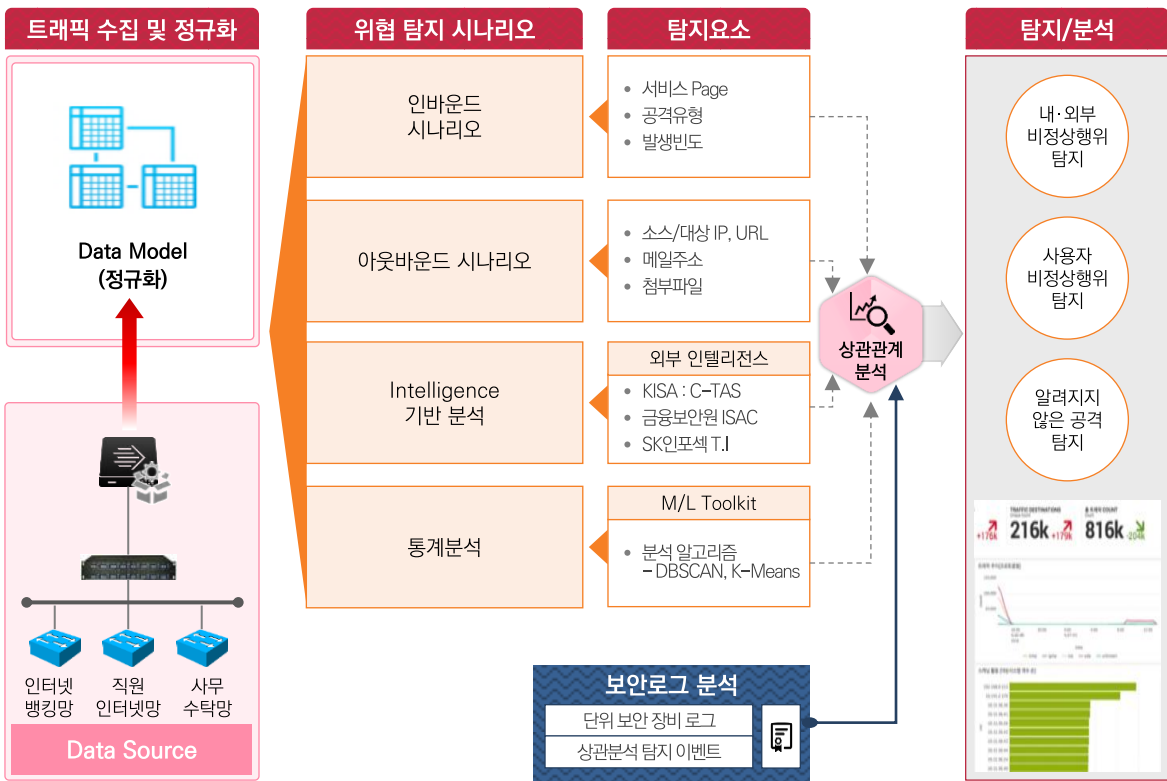 트래픽 수집 및 정규화
Data Model
(정규화)
인터넷
뱅킹망
직원
인터넷망
사무
수탁망
Data Source
위협 탐지 시나리오
인바운드
시나리오
아웃바운드 시나리오
Intelligence
기반 분석
통계분석
탐지요소
• 서비스 Page
• 공격유형
• 발생빈도
• 소스/대상 IP, URL
• 메일주소
• 첨부파일
외부 인텔리전스
• KISA : C-TAS
• 금융보안원 ISAC
• SK인포섹 T.I
M/L Toolkit
• 분석 알고리즘
- DBSCAN, K-Means
상관관계
분석
보안로그 분석
단위 보안 장비 로그
상관분석 탐지 이벤트
탐지/분석
내·외부
비정상행위
탐지
사용자
비정상행위
탐지
알려지지
않은 공격
탐지
TRAFFIC DESTINATIONS
+176k
216k
+179k
816k
-204k